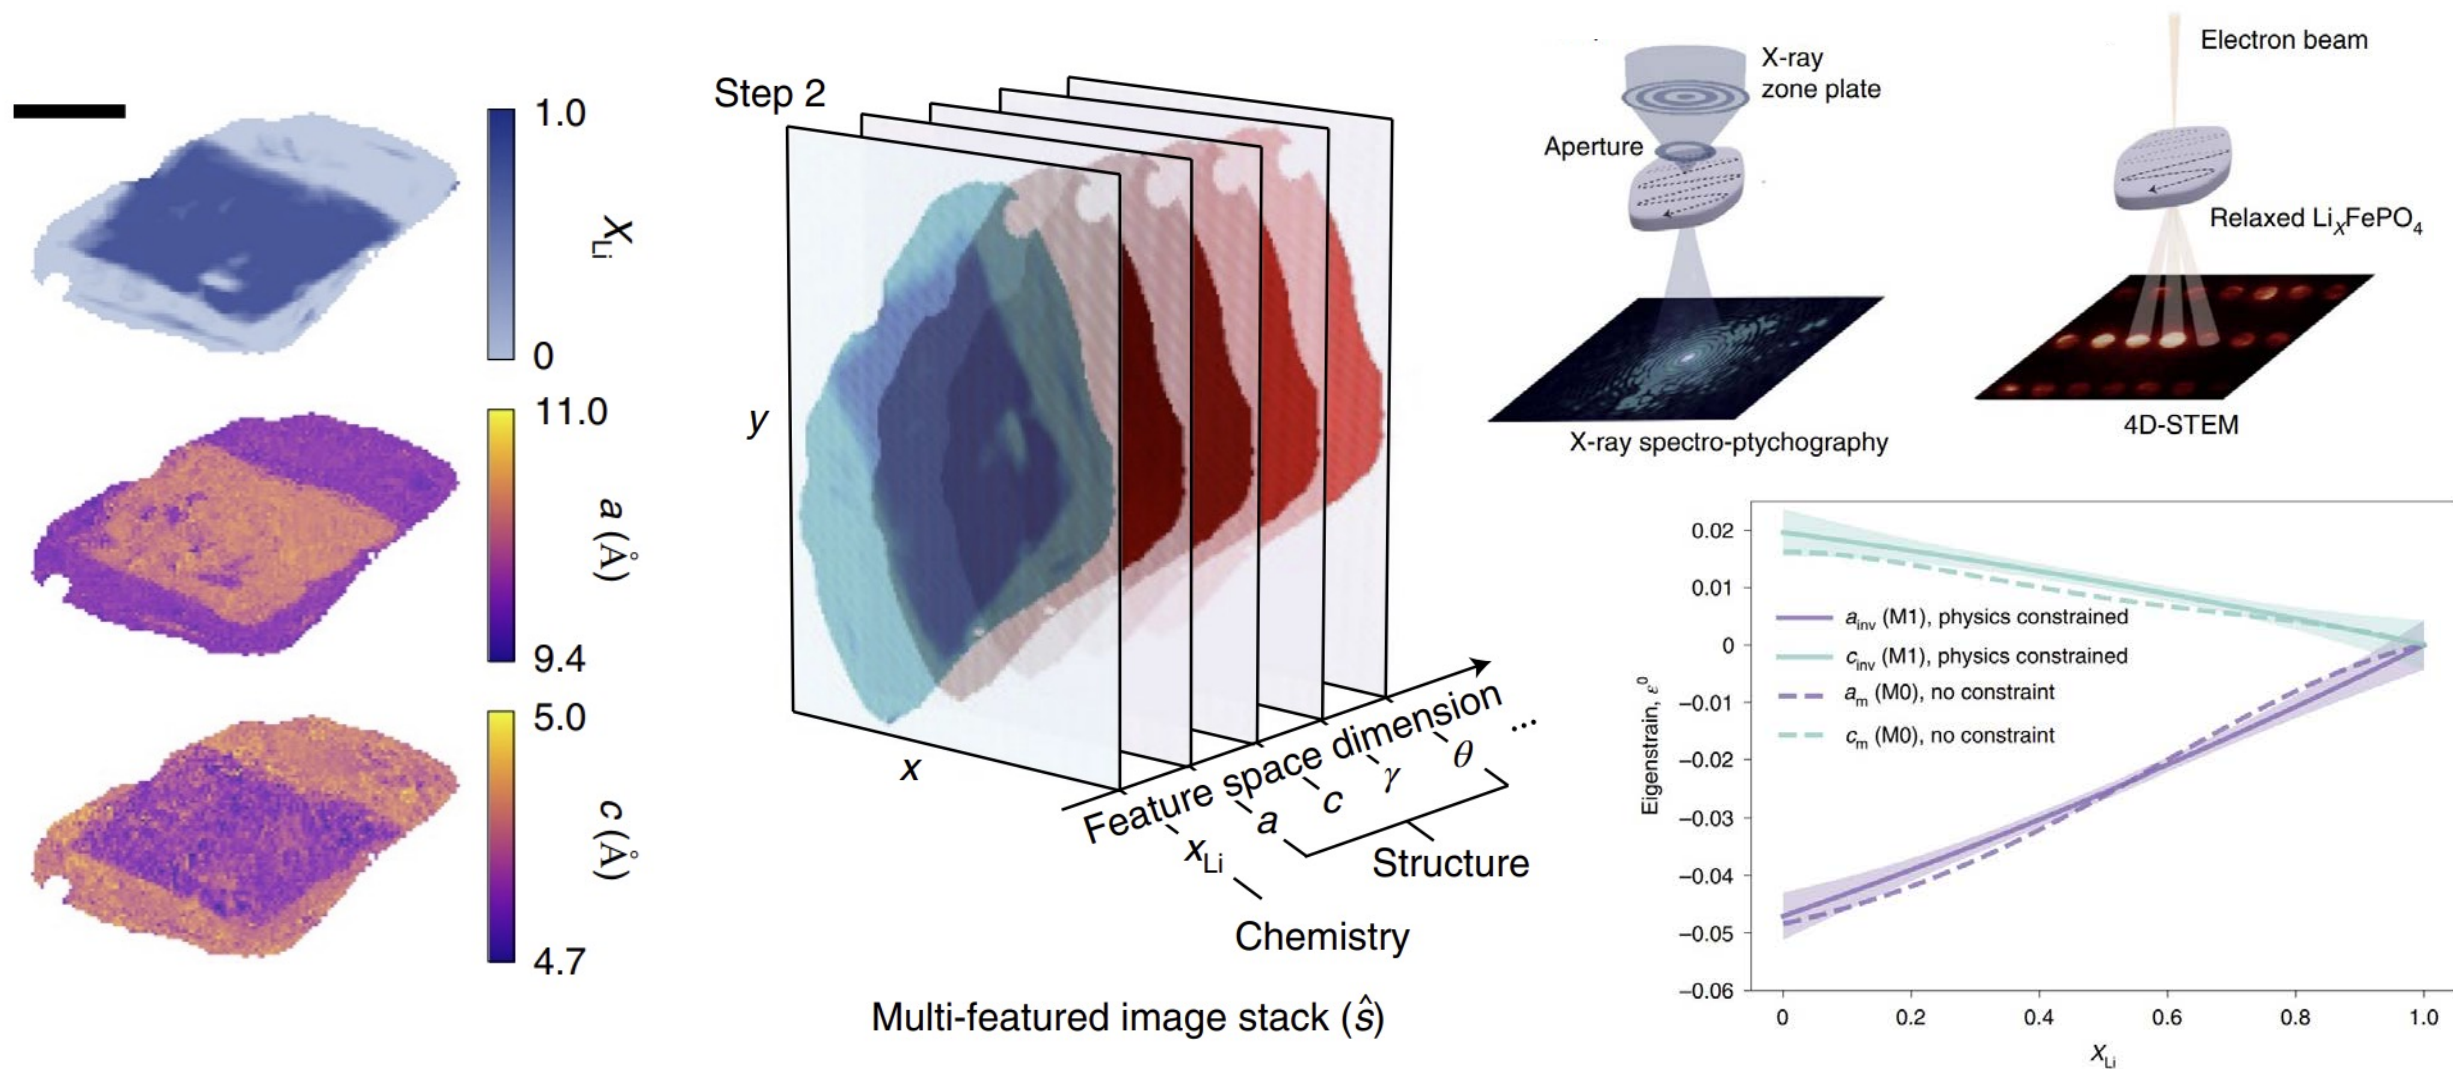 1.0
X_Li
0
11.0
a (Å)
9.4
5.0
c (Å)
4.7
Step 2
y
x
Feature space dimension
x_Li
a
c
γ
θ
...
Structure
Chemistry
Multi-featured image stack (ŝ)
X-ray
zone plate
Aperture
X-ray spectro-ptychography
Electron beam
Relaxed Li_XFePO_4
4D-STEM
0.02
0.01
0
−0.01
−0.02
−0.03
−0.04
−0.05
−0.06
Eigenstrain, ε^0
a_inv (M1), physics constrained
c_inv (M1), physics constrained
a_m (M0), no constraint
c_m (M0), no constraint
0 0.2 0.4 0.6 0.8 1.0
X_Li